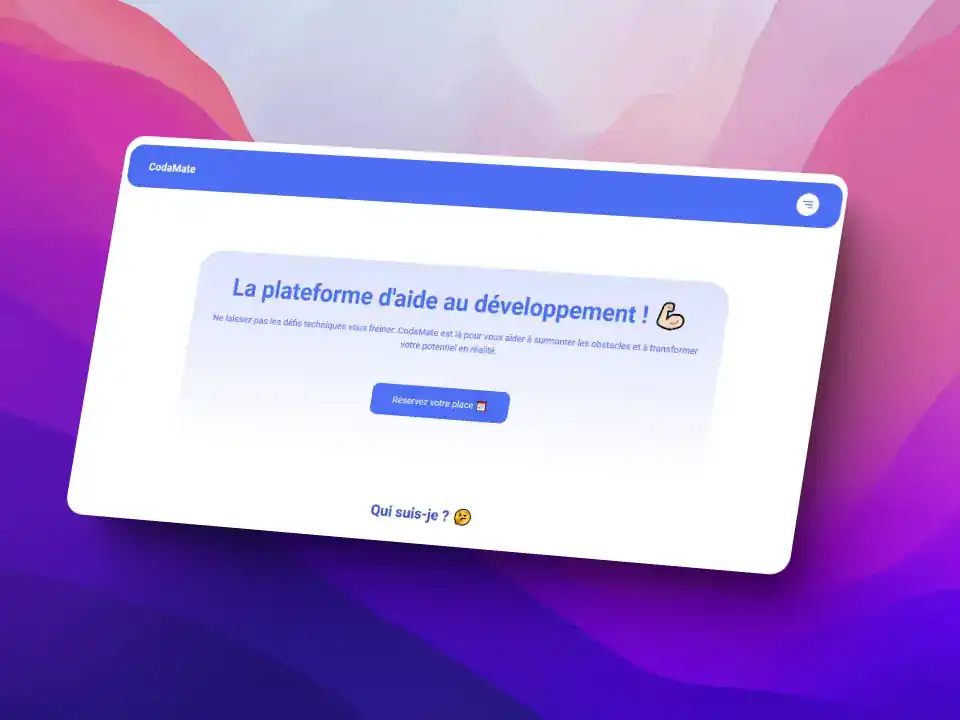 CodaMate
La plateforme d'aide au développement ! 💪🏼
Ne laissez pas les défis techniques vous freiner. CodaMate est là pour vous aider à surmonter les obstacles et à transformer
votre potentiel en réalité.
Réservez votre place 📅
Qui suis-je ? 🤔